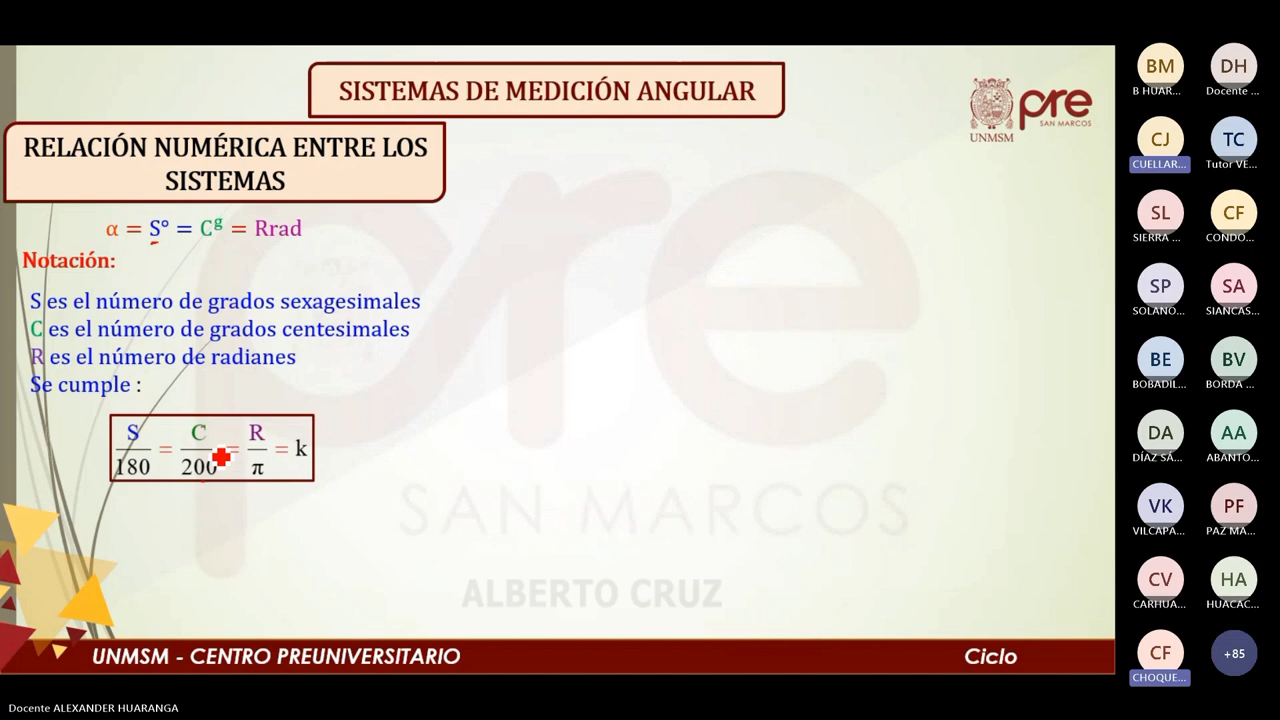 SISTEMAS DE MEDICIÓN ANGULAR
pre
SAN MARCOS
UNMSM
RELACIÓN NUMÉRICA ENTRE LOS
SISTEMAS
α = S° = Cᵍ = Rrad
Notación:
S es el número de grados sexagesimales
C es el número de grados centesimales
R es el número de radianes
Se cumple :
S/180 = C/200 = R/π = k
pre
SAN MARCOS
ALBERTO CRUZ
UNMSM - CENTRO PREUNIVERSITARIO
Ciclo
BM DH
B HUAR... Docente ...
CJ TC
CUELLAR... Tutor VE...
SL CF
SIERRA ... CONDO...
SP SA
SOLANO... SIANCAS...
BE BV
BOBADIL... BORDA ...
DA AA
DÍAZ SÁ... ABANTO...
VK PF
VILCAPA... PAZ MA...
CV HA
CARHUA... HUACAC...
CF +85
CHOQUE...
Docente ALEXANDER HUARANGA